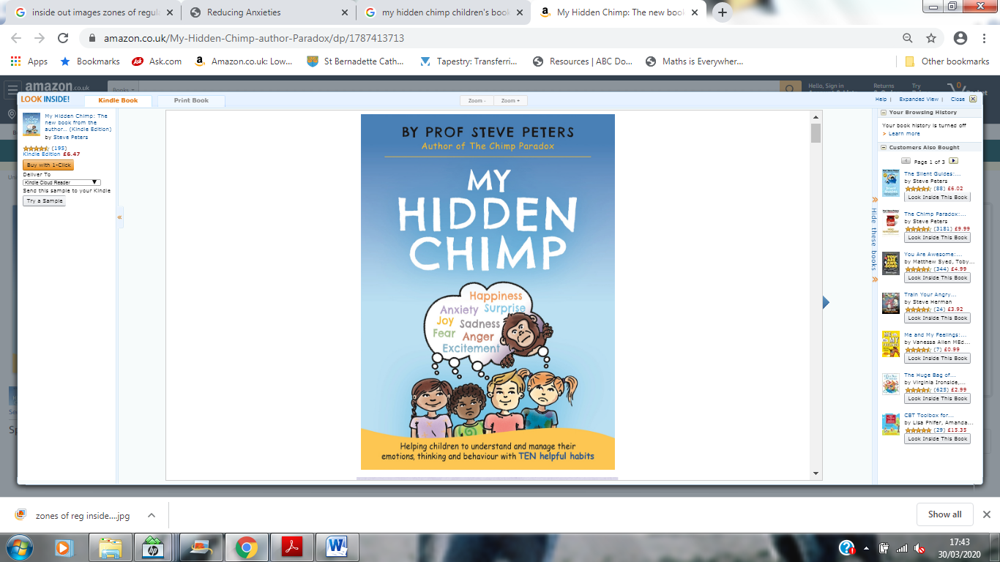 inside out images zones of regula
Reducing Anxieties
my hidden chimp children's book
My Hidden Chimp: The new book
amazon.co.uk/My-Hidden-Chimp-author-Paradox/dp/1787413713
Apps
Bookmarks
Ask.com
Amazon.co.uk: Low...
St Bernadette Cath...
Tapestry: Transferri...
Resources | ABC Do...
Maths is Everywher...
Other bookmarks
amazon.co.uk
Books
Hello, Sign in
Returns
Try
0
LOOK INSIDE!
Kindle Book
Print Book
Zoom -
Zoom +
Help |
Expanded View |
Close
My Hidden Chimp: The
new book from the
author... (Kindle Edition)
by Steve Peters
(195)
Kindle Edition £6.47
Buy with 1-Click
Deliver To
Kindle Cloud Reader
Send this sample to your Kindle
Try a Sample
BY PROF STEVE PETERS
Author of The Chimp Paradox
MY
HIDDEN
CHIMP
Happiness
Anxiety Surprise
Joy Sadness
Fear Anger
Excitement
Helping children to understand and manage their
emotions, thinking and behaviour with TEN helpful habits
Hide these books
Your Browsing History
Your book history is turned off
> Learn more
Customers Also Bought
Page 1 of 3
The Silent Guides:...
by Steve Peters
(88) £6.02
Look Inside This Book
The Chimp Paradox:...
by Steve Peters
(3181) £9.99
Look Inside This Book
You Are Awesome:...
by Matthew Syed, Toby...
(344) £4.99
Look Inside This Book
Train Your Angry...
by Steve Herman
(24) £3.92
Look Inside This Book
Me and My Feelings:...
by Vanessa Allen MEd...
(7) £0.99
Look Inside This Book
The Huge Bag of...
by Virginia Ironside,...
(625) £2.99
Look Inside This Book
CBT Toolbox for...
by Lisa Phifer, Amanda...
(29) £15.35
Look Inside This Book
zones of reg inside....jpg
Show all
17:43
30/03/2020